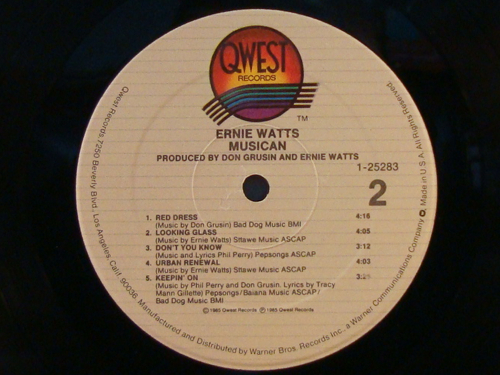 QWEST
RECORDS
TM
ERNIE WATTS
MUSICAN
PRODUCED BY DON GRUSIN AND ERNIE WATTS
1-25283
2
1. RED DRESS 4:16
(Music by Don Grusin) Bad Dog Music BMI
2. LOOKING GLASS 4:05
(Music by Ernie Watts) Sttawe Music ASCAP
3. DON'T YOU KNOW 3:12
(Music and Lyrics Phil Perry) Pepsongs ASCAP
4. URBAN RENEWAL 4:03
(Music by Ernie Watts) Sttawe Music ASCAP
5. KEEPIN' ON
(Music by Phil Perry and Don Grusin. Lyrics by Tracy
Mann Gillette) Pepsongs/Baiana Music ASCAP/
Bad Dog Music BMI
© 1985 Qwest Records ℗ 1985 Qwest Records
Qwest Records 7250 Beverly Blvd., Los Angeles, Calif. 90036. Manufactured and Distributed by Warner Bros. Records Inc., a Warner Communications Company Made in U.S.A. All Rights Reserved.